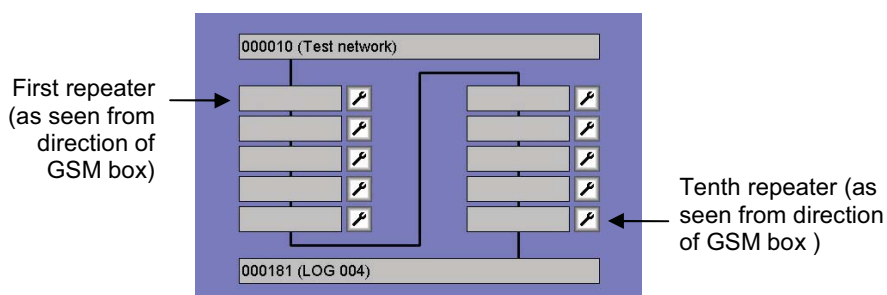 000010 (Test network)
First repeater
(as seen from
direction of
GSM box)
Tenth repeater (as
seen from direction
of GSM box )
000181 (LOG 004)